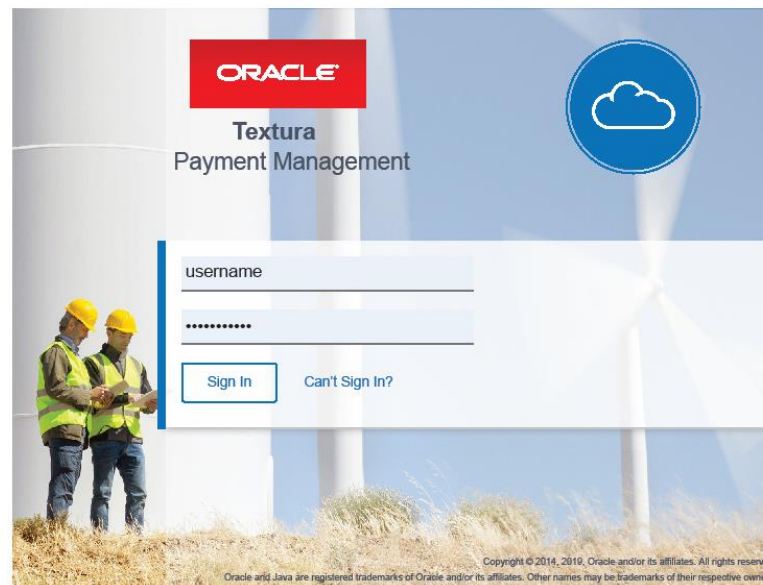 ORACLE
Textura
Payment Management
username
•••••••••••
Sign In
Can't Sign In?
Copyright © 2014, 2019, Oracle and/or its affiliates. All rights reserv
Oracle and Java are registered trademarks of Oracle and/or its affiliates. Other names may be trademarks of their respective own